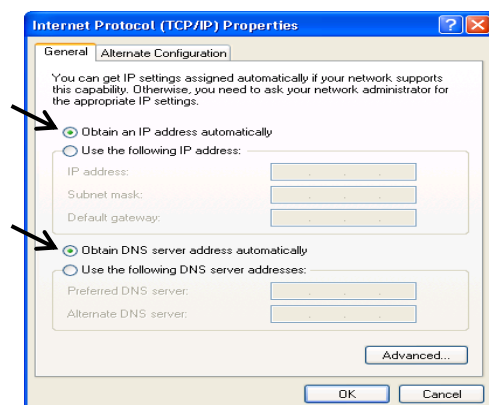 Internet Protocol (TCP/IP) Properties
General
Alternate Configuration
You can get IP settings assigned automatically if your network supports
this capability. Otherwise, you need to ask your network administrator for
the appropriate IP settings.
Obtain an IP address automatically
Use the following IP address:
IP address:
Subnet mask:
Default gateway:
Obtain DNS server address automatically
Use the following DNS server addresses:
Preferred DNS server:
Alternate DNS server:
Advanced...
OK
Cancel